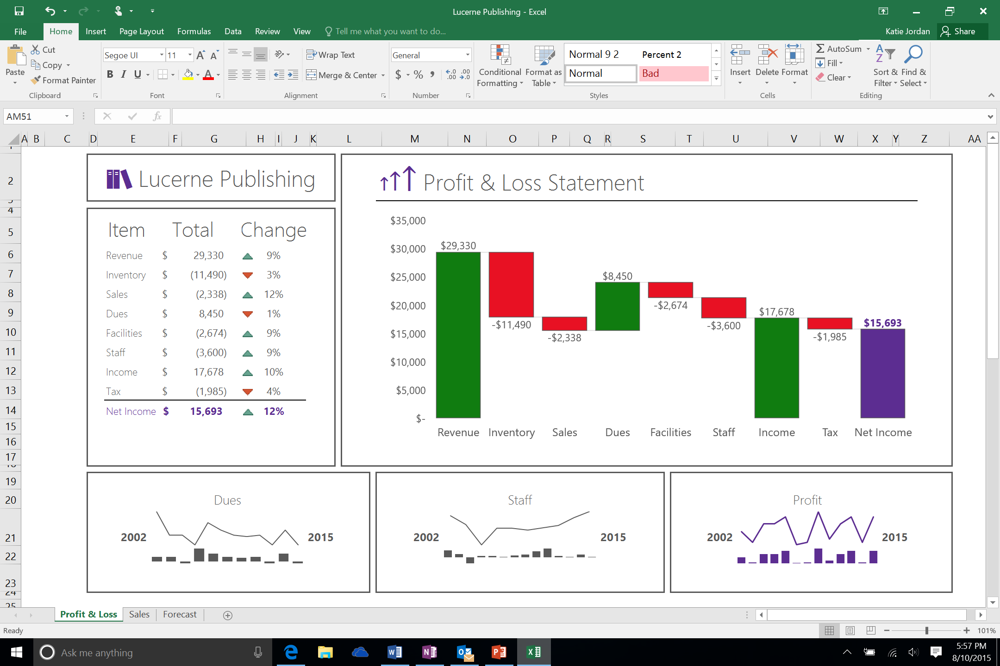 Lucerne Publishing - Excel
File Home Insert Page Layout Formulas Data Review View Tell me what you want to do... Katie Jordan Share
Paste
Cut
Copy
Format Painter
Clipboard
Segoe UI 11
B I U A
Font
Wrap Text
Merge & Center
Alignment
General
$ % , .0 .00 .00 .0
Number
Conditional Formatting
Format as Table
Normal 9 2 Percent 2
Normal Bad
Styles
Insert Delete Format
Cells
AutoSum
Fill
Clear
Sort & Filter
Find & Select
Editing
AM51 fx
A B C D E F G H I J K L M N O P Q R S T U V W X Y Z AA
2
4
5
6
7
8
9
10
11
12
13
14
15
16
17
19
20
21
22
23
24
25
Lucerne Publishing
Item Total Change
Revenue $ 29,330 9%
Inventory $ (11,490) 3%
Sales $ (2,338) 12%
Dues $ 8,450 1%
Facilities $ (2,674) 9%
Staff $ (3,600) 9%
Income $ 17,678 10%
Tax $ (1,985) 4%
Net Income $ 15,693 12%
Profit & Loss Statement
$35,000
$30,000
$25,000
$20,000
$15,000
$10,000
$5,000
$-
$29,330
-$11,490
-$2,338
$8,450
-$2,674
-$3,600
$17,678
-$1,985
$15,693
Revenue Inventory Sales Dues Facilities Staff Income Tax Net Income
Dues
2002 2015
Staff
2002 2015
Profit
2002 2015
Profit & Loss Sales Forecast
Ready 101%
Ask me anything
5:57 PM
8/10/2015